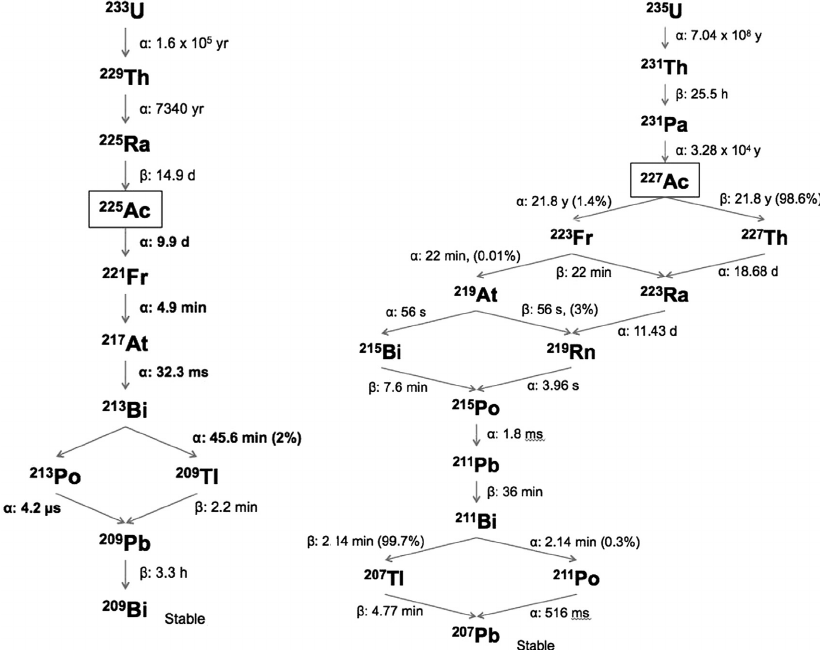 ²³³U
α: 1.6 x 10⁵ yr
²²⁹Th
α: 7340 yr
²²⁵Ra
β: 14.9 d
²²⁵Ac
α: 9.9 d
²²¹Fr
α: 4.9 min
²¹⁷At
α: 32.3 ms
²¹³Bi
α: 45.6 min (2%)
²¹³Po ²⁰⁹Tl
α: 4.2 µs β: 2.2 min
²⁰⁹Pb
β: 3.3 h
²⁰⁹Bi Stable
²³⁵U
α: 7.04 x 10⁸ y
²³¹Th
β: 25.5 h
²³¹Pa
α: 3.28 x 10⁴ y
²²⁷Ac
α: 21.8 y (1.4%) β: 21.8 y (98.6%)
²²³Fr ²²⁷Th
α: 22 min, (0.01%) β: 22 min α: 18.68 d
²¹⁹At ²²³Ra
α: 56 s β: 56 s, (3%) α: 11.43 d
²¹⁵Bi ²¹⁹Rn
β: 7.6 min α: 3.96 s
²¹⁵Po
α: 1.8 ms
²¹¹Pb
β: 36 min
²¹¹Bi
β: 2.14 min (99.7%) α: 2.14 min (0.3%)
²⁰⁷Tl ²¹¹Po
β: 4.77 min α: 516 ms
²⁰⁷Pb Stable